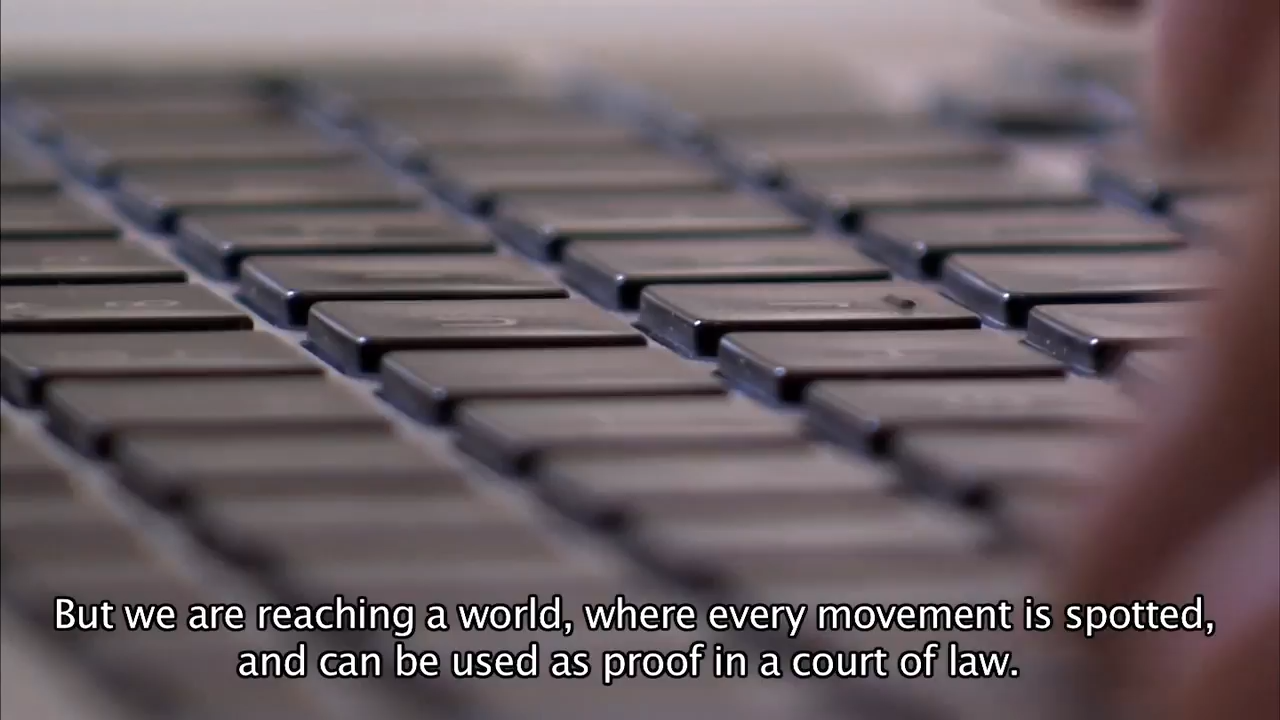 But we are reaching a world, where every movement is spotted,
and can be used as proof in a court of law.